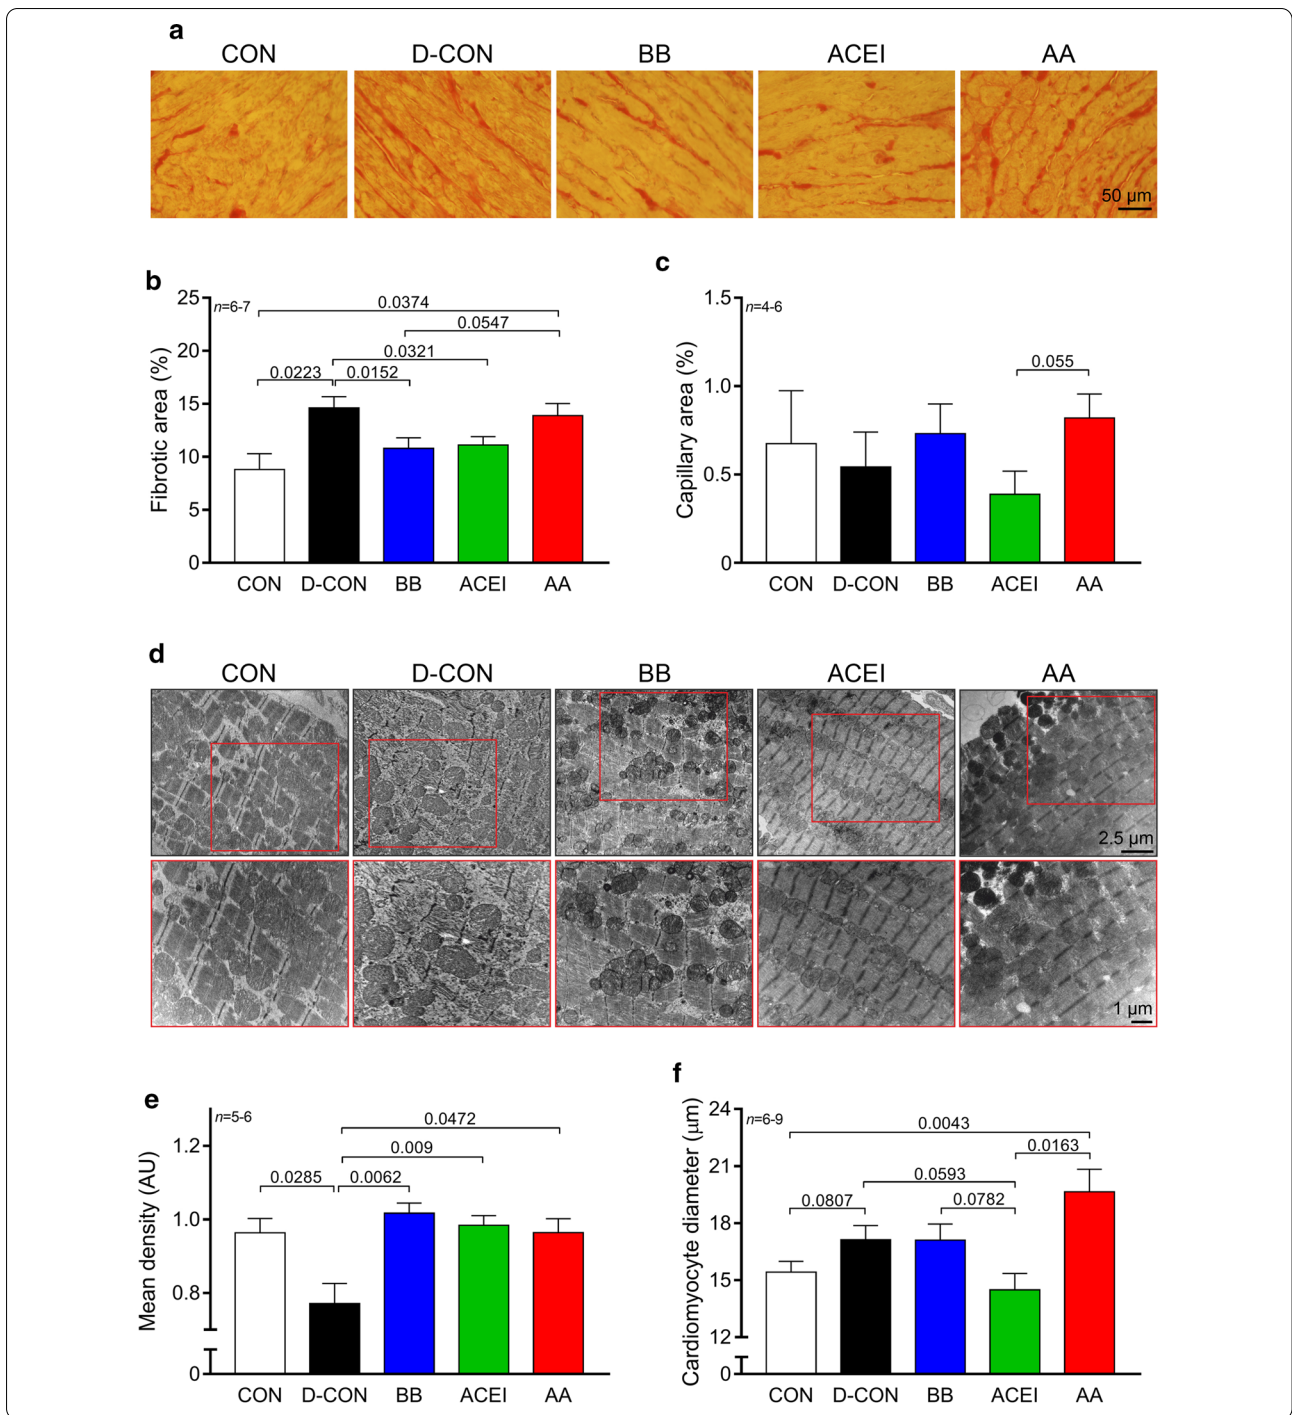 a
CON D-CON BB ACEI AA
50 µm
b
n=6-7
Fibrotic area (%)
25
20
15
10
5
0
0.0374
0.0547
0.0321
0.0223 0.0152
CON D-CON BB ACEI AA
c
n=4-6
Capillary area (%)
1.5
1.0
0.5
0
0.055
CON D-CON BB ACEI AA
d
CON D-CON BB ACEI AA
2.5 µm
1 µm
e
n=5-6
Mean density (AU)
1.2
1.0
0.8
0
0.0472
0.009
0.0285 0.0062
CON D-CON BB ACEI AA
f
n=6-9
Cardiomyocyte diameter (µm)
24
21
18
15
12
0
0.0043
0.0163
0.0593
0.0807 0.0782
CON D-CON BB ACEI AA